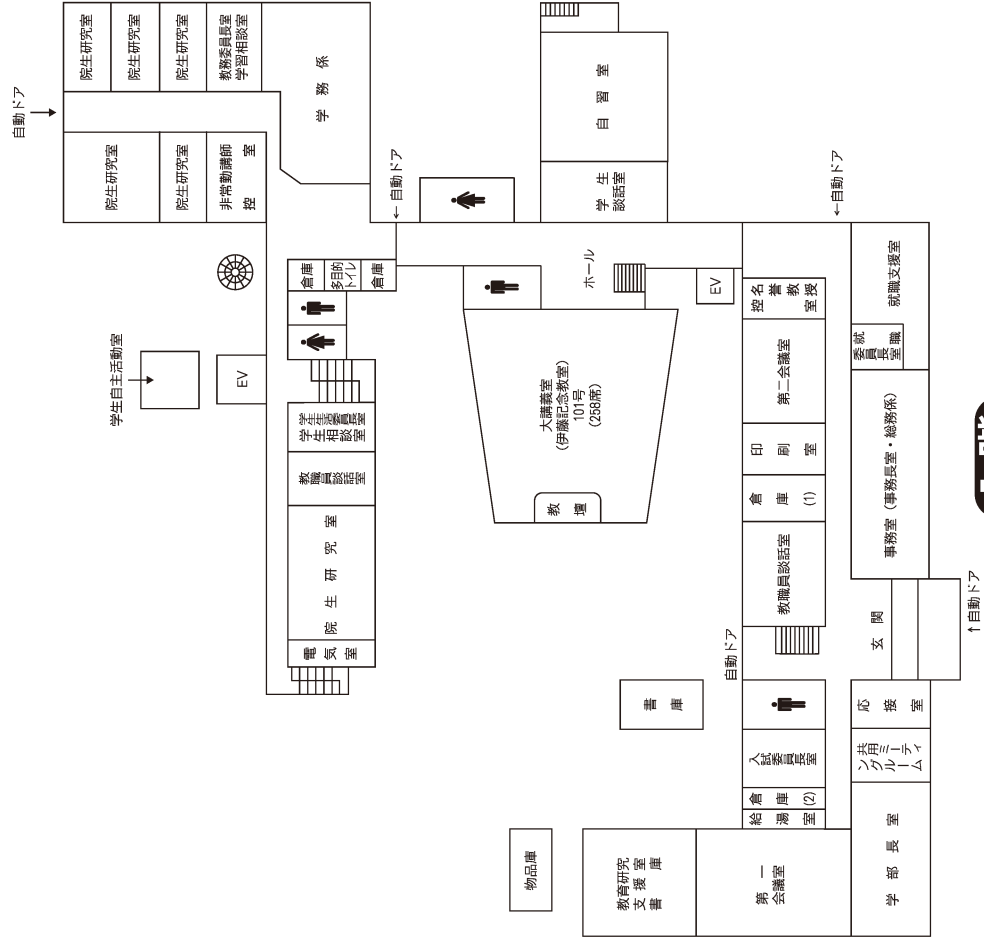 自動ドア
院生研究室
院生研究室
院生研究室
教務委員長室
学習相談室
学務係
院生研究室
院生研究室
非常勤講師
控室
自動ドア
自習室
学生
談話室
自動ドア
学生自主活動室
EV
倉庫
多目的
トイレ
倉庫
学生生活委員長室
学生相談室
教職員談話室
院生研究室
電気室
ホール
EV
大講義室
(伊藤記念教室)
101号
(258席)
教壇
名誉教授
控室
第二会議室
印刷室
倉庫(1)
教職員談話室
就職支援室
就職
委員長室
事務室(事務長室・総務係)
玄関
自動ドア
自動ドア
書庫
入試委員長室
倉庫(2)
給湯室
応接室
共用ミーティ
ングルーム
学部長室
物品庫
教育研究
支援室
書庫
第一
会議室